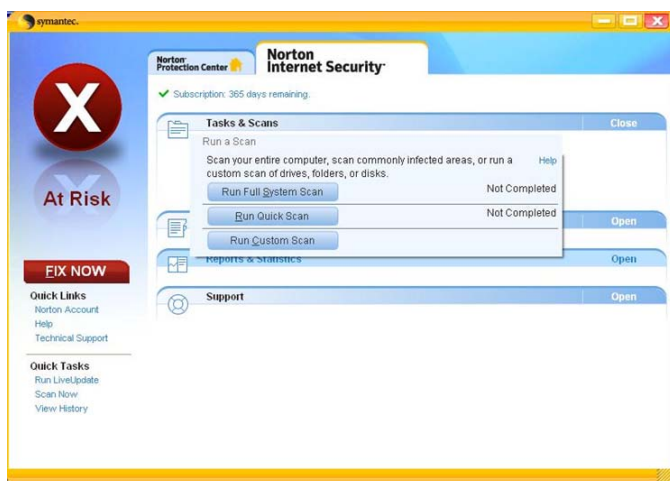 symantec.
Norton
Protection Center
Norton
Internet Security
Subscription: 365 days remaining.
X
At Risk
FIX NOW
Quick Links
Norton Account
Help
Technical Support
Quick Tasks
Run LiveUpdate
Scan Now
View History
Tasks & Scans
Close
Run a Scan
Scan your entire computer, scan commonly infected areas, or run a
custom scan of drives, folders, or disks.
Help
Run Full System Scan
Not Completed
Run Quick Scan
Not Completed
Run Custom Scan
Open
Reports & Statistics
Open
Support
Open